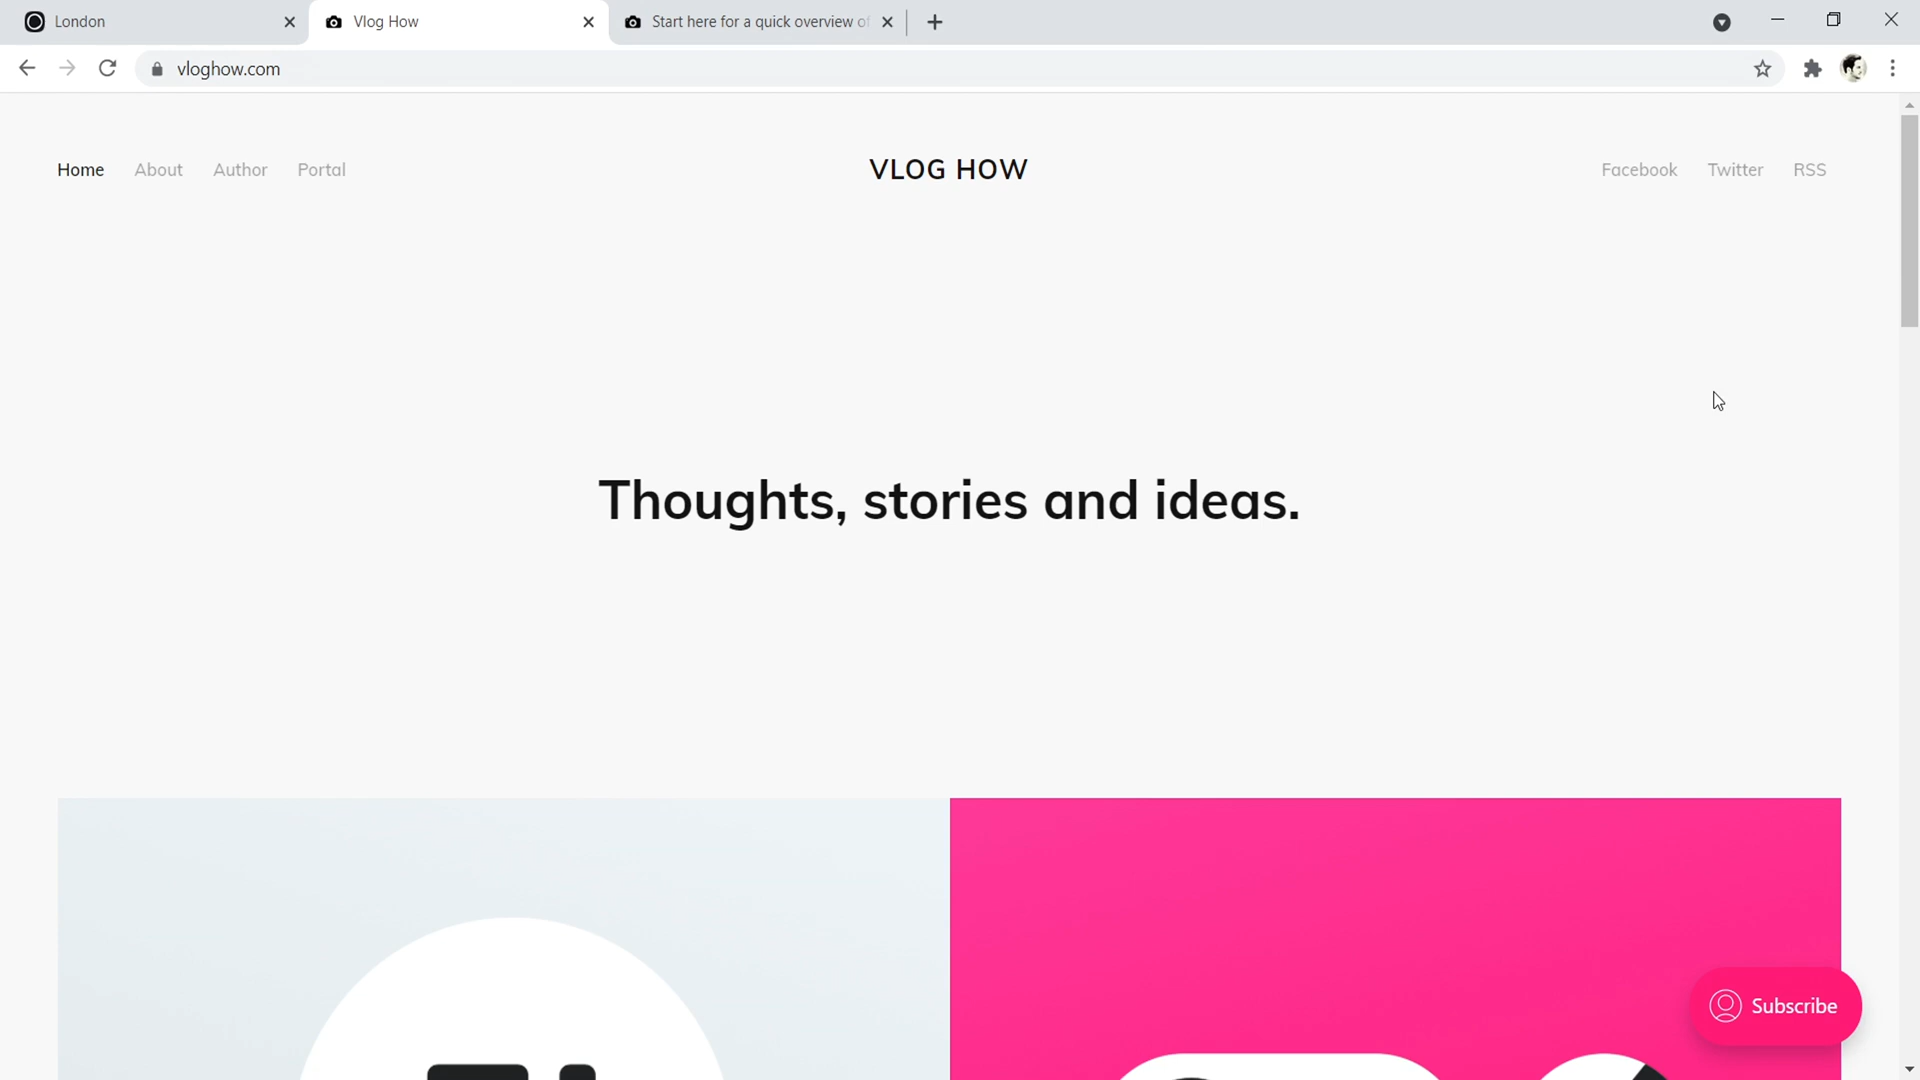 London
Vlog How
Start here for a quick overview of
vloghow.com
Home About Author Portal
VLOG HOW
Facebook Twitter RSS
Thoughts, stories and ideas.
Subscribe